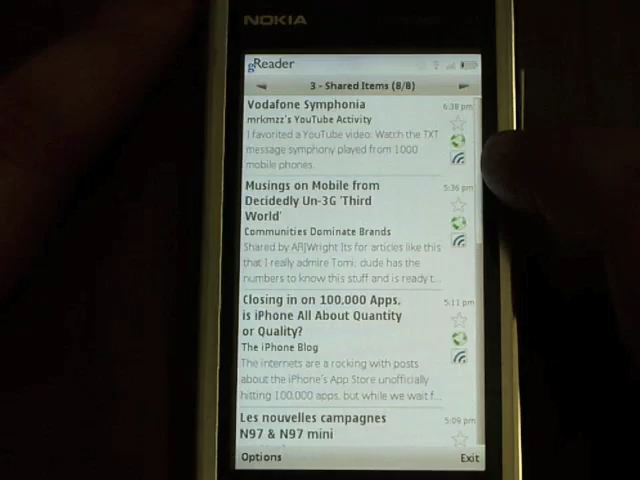 NOKIA
gReader
3 - Shared Items (8/8)
Vodafone Symphonia
6:38 pm
mrkmzz's YouTube Activity
I favorited a YouTube video: Watch the TXT
message symphony played from 1000
mobile phones.
Musings on Mobile from
5:36 pm
Decidedly Un-3G 'Third
World'
Communities Dominate Brands
Shared by ARJWright Its for articles like this
that I really admire Tomi; dude has the
numbers to know this stuff and is ready t...
Closing in on 100,000 Apps,
5:11 pm
is iPhone All About Quantity
or Quality?
The iPhone Blog
The internets are a rocking with posts
about the iPhone's App Store unofficially
hitting 100,000 apps, but while we wait f...
Les nouvelles campagnes
5:09 pm
N97 & N97 mini
Options
Exit